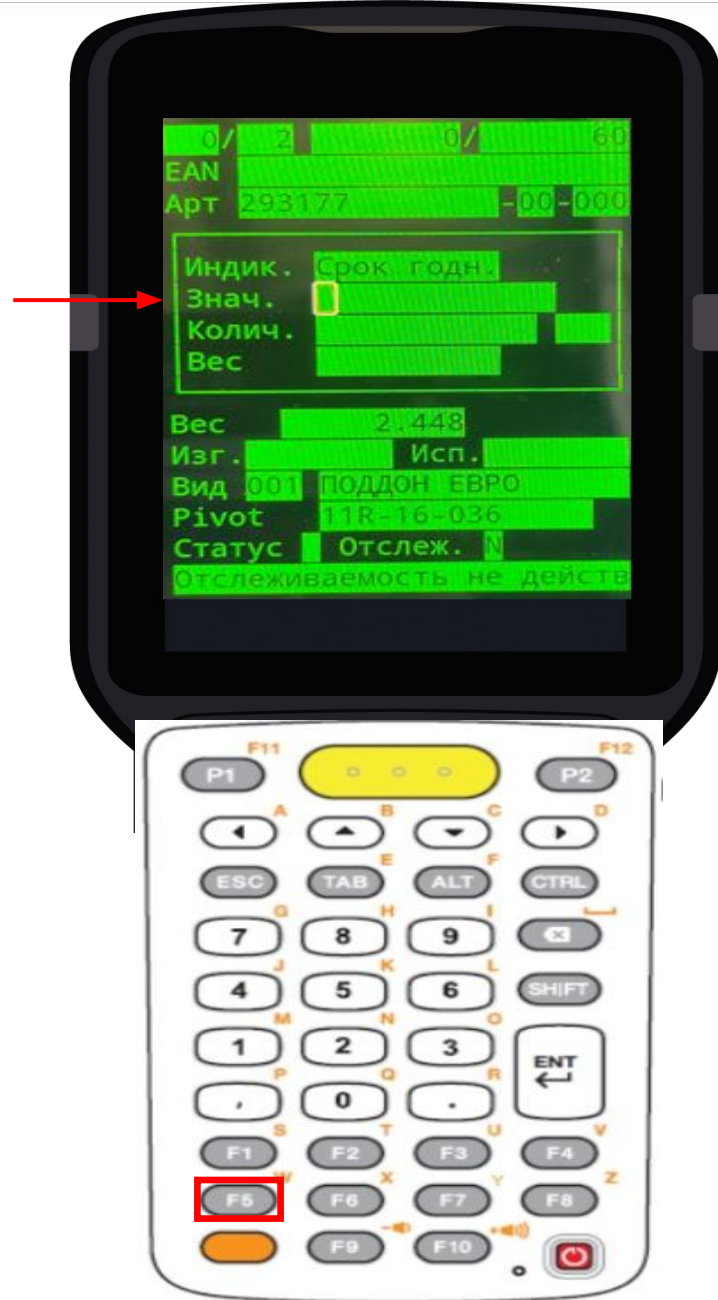 0/ 2 0/ 60
EAN
Арт 293177 -00-000
Индик. Срок годн.
Знач.
Колич.
Вес
Вес 2.448
Изг. Исп.
Вид 001 ПОДДОН ЕВРО
Pivot 11R-16-036
Статус Отслеж. N
Отслеживаемость не действ
F11 F12
P1 P2
A B C D
E F
ESC TAB ALT CTRL
G H I
7 8 9
J K L
4 5 6 SHIFT
M N O
1 2 3 ENT
P Q R
, 0 .
S T U V
F1 F2 F3 F4
W X Y Z
F5 F6 F7 F8
F9 F10